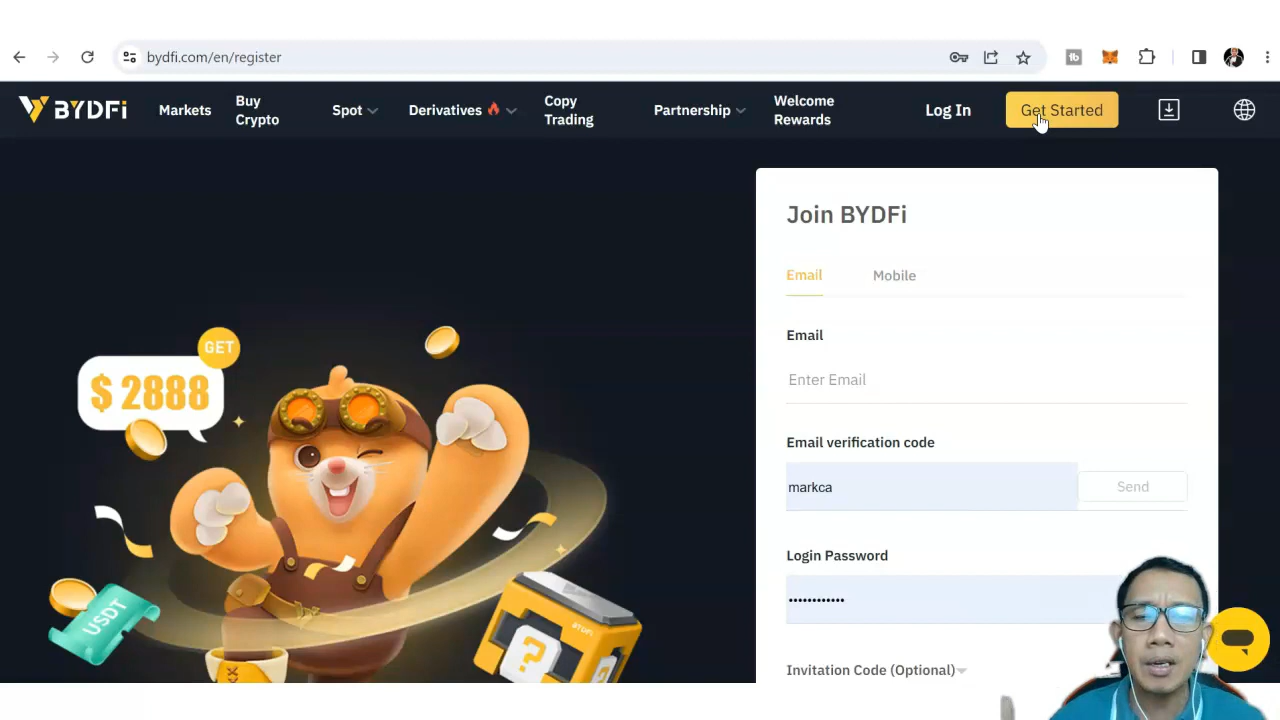 bydfi.com/en/register
BYDFi
Markets
Buy
Crypto
Spot
Derivatives
Copy
Trading
Partnership
Welcome
Rewards
Log In
Get Started
Join BYDFi
Email
Mobile
Email
Enter Email
Email verification code
markca
Send
Login Password
••••••••••••
Invitation Code (Optional)
GET
$ 2888
USDT
BYDFi
?
tb